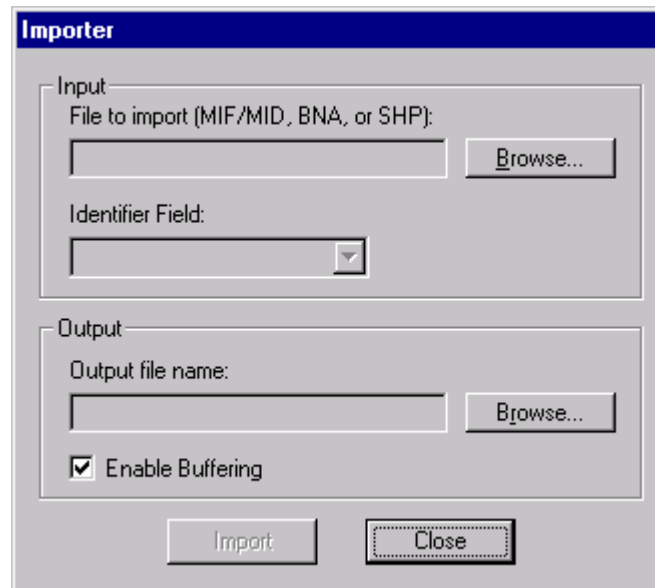 Importer
Input
File to import (MIF/MID, BNA, or SHP):
Browse...
Identifier Field:
Output
Output file name:
Browse...
Enable Buffering
Import Close